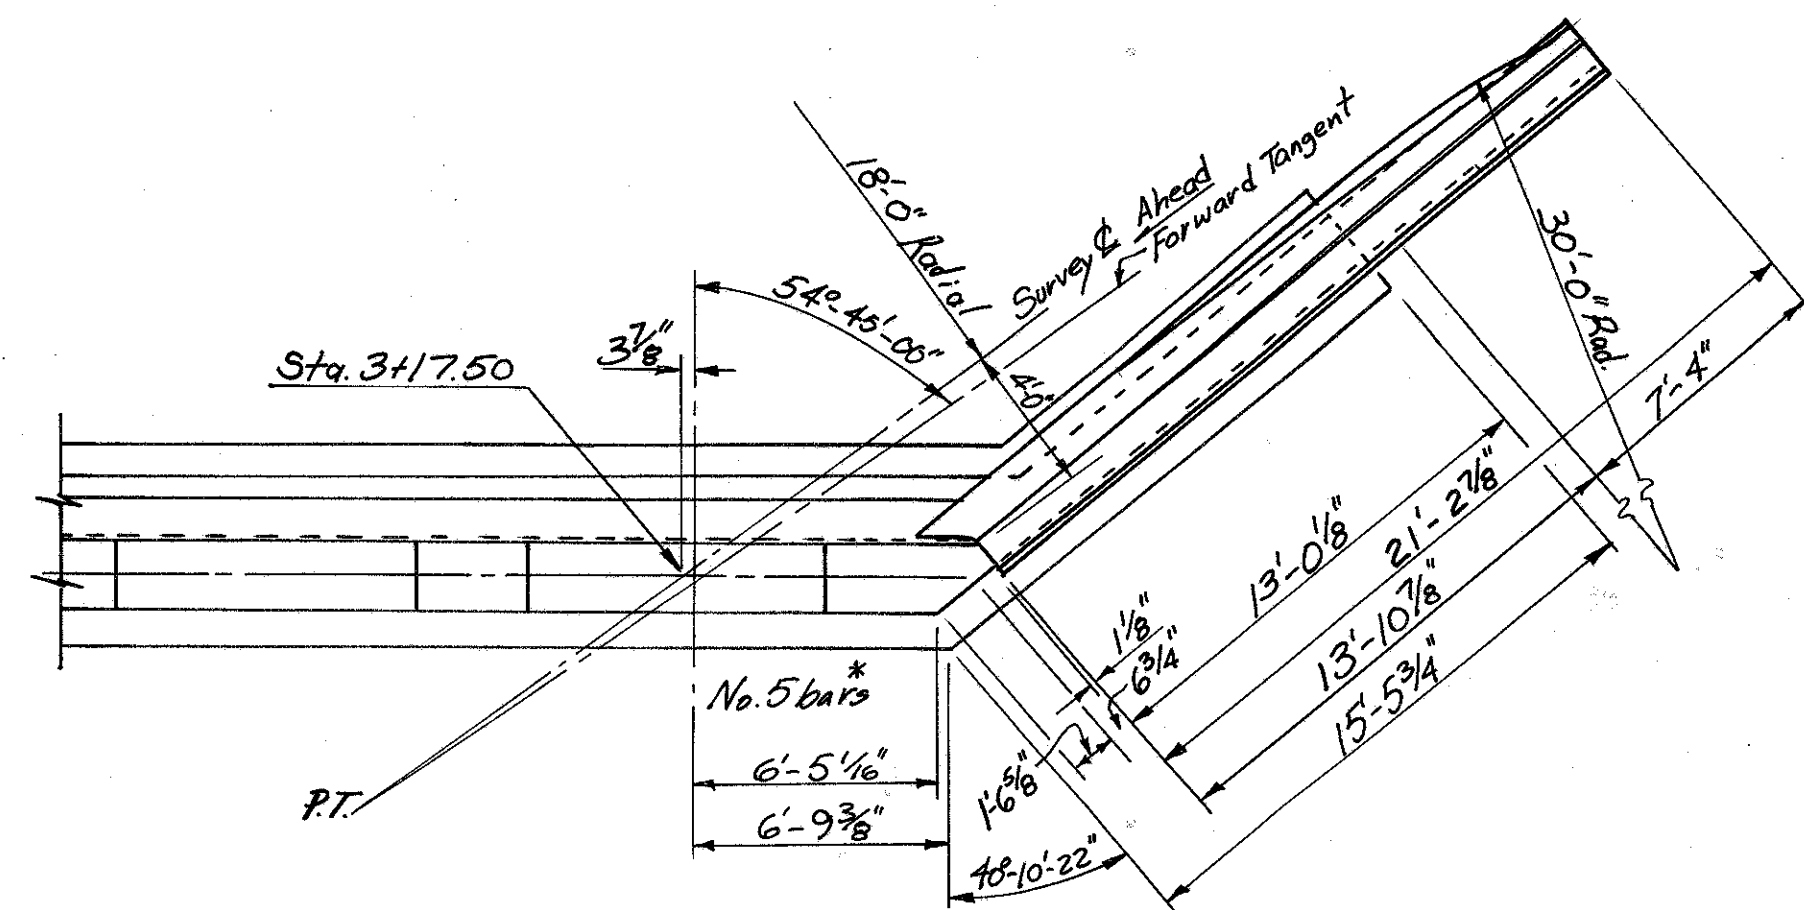 Survey ℄ Ahead
Forward Tangent
18'-0" Radial
4'-0"
54°-45'-00"
3 7/8"
Sta. 3+17.50
30'-0" Rad.
7'-4"
21'-2 7/8"
13'-0 1/8"
13'-10 7/8"
15'-5 3/4"
1 1/8"
6 3/4"
1'-6 5/8"
No. 5 bars*
6'-5 1/16"
6'-9 3/8"
40°-10'-22"
P.T.